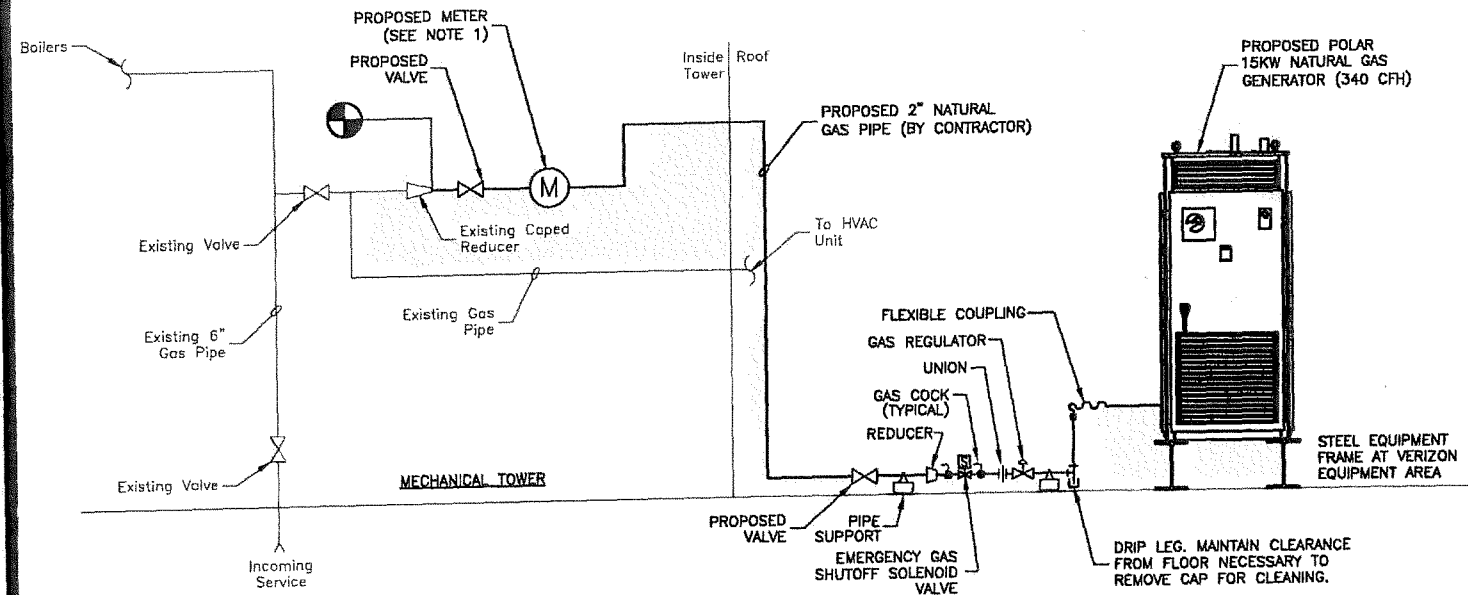 PROPOSED METER
(SEE NOTE 1)
Boilers
PROPOSED
VALVE
Inside
Tower
Roof
PROPOSED POLAR
15KW NATURAL GAS
GENERATOR (340 CFH)
PROPOSED 2" NATURAL
GAS PIPE (BY CONTRACTOR)
M
Existing Valve
Existing Caped
Reducer
To HVAC
Unit
Existing Gas
Pipe
Existing 6"
Gas Pipe
FLEXIBLE COUPLING
GAS REGULATOR
UNION
GAS COCK
(TYPICAL)
REDUCER
S
STEEL EQUIPMENT
FRAME AT VERIZON
EQUIPMENT AREA
Existing Valve
MECHANICAL TOWER
PROPOSED
VALVE
PIPE
SUPPORT
EMERGENCY GAS
SHUTOFF SOLENOID
VALVE
DRIP LEG. MAINTAIN CLEARANCE
FROM FLOOR NECESSARY TO
REMOVE CAP FOR CLEANING.
Incoming
Service